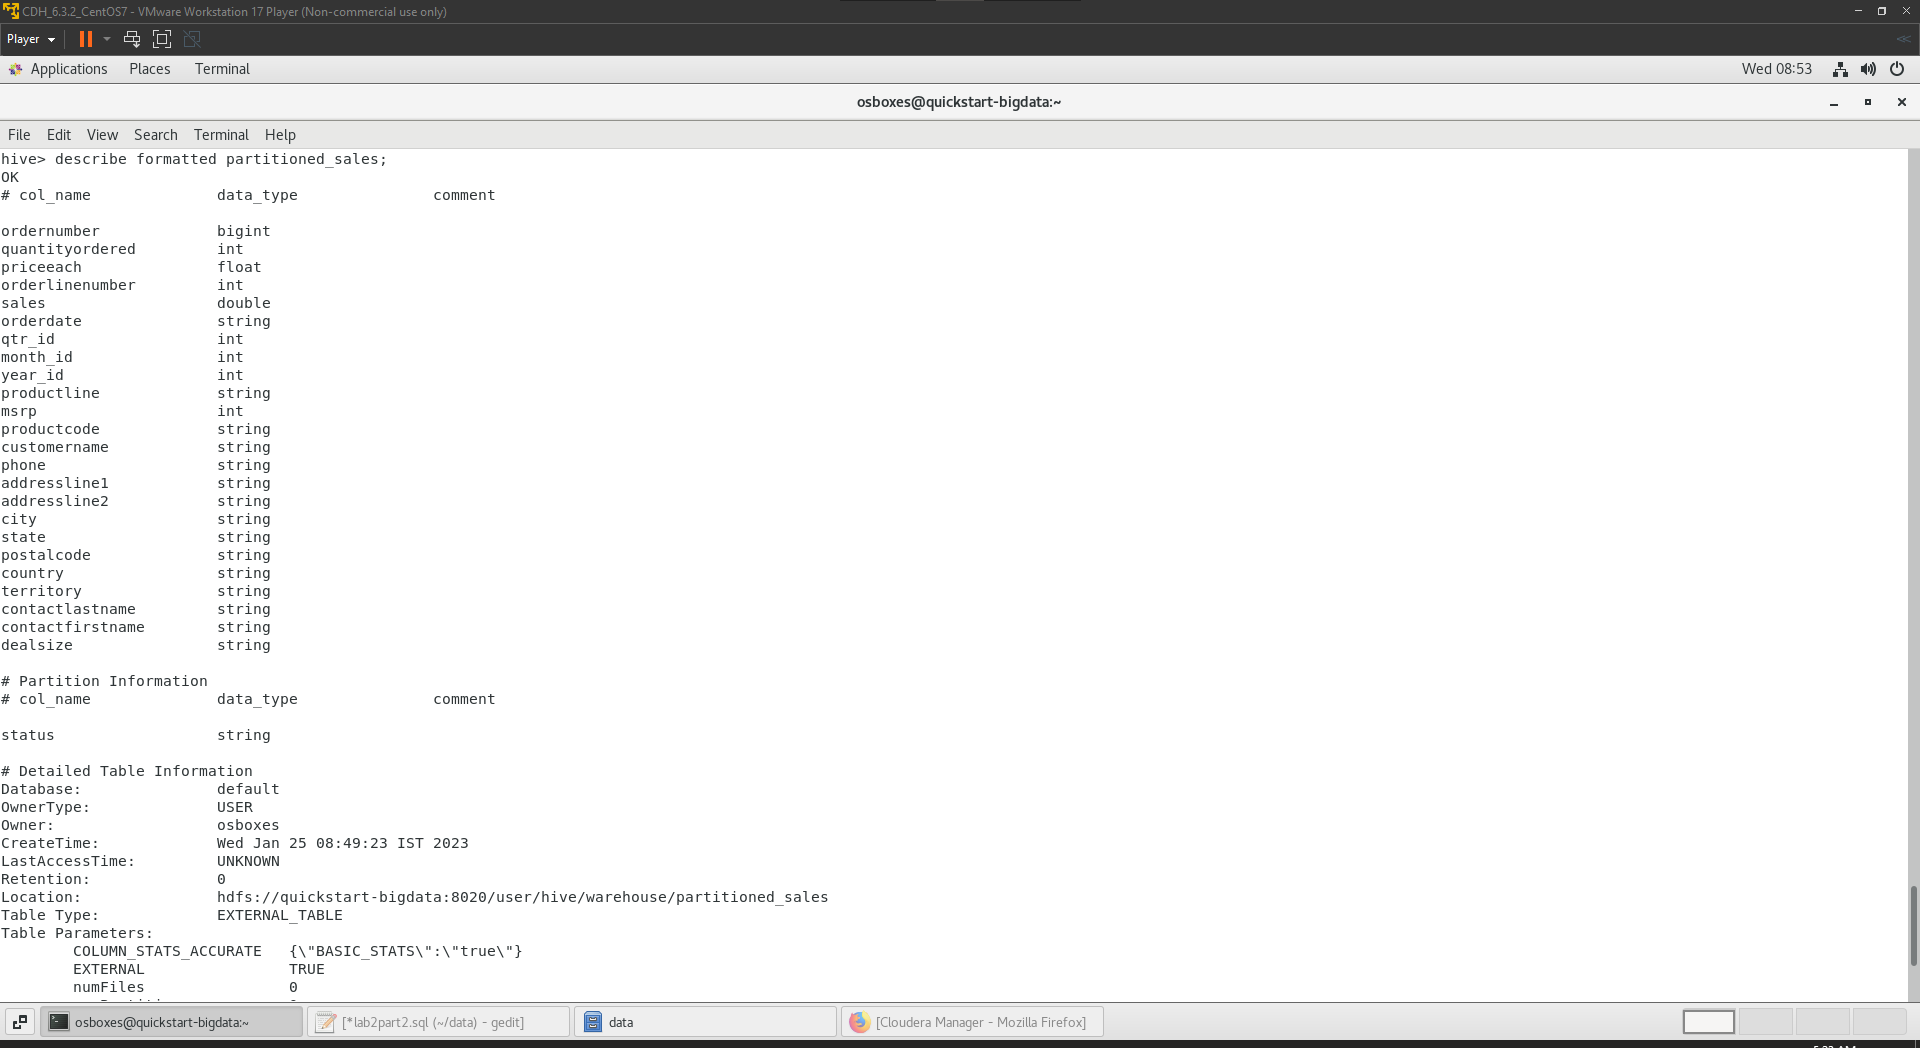 CDH_6.3.2_CentOS7 - VMware Workstation 17 Player (Non-commercial use only)
Player
Applications Places Terminal Wed 08:53
osboxes@quickstart-bigdata:~
File Edit View Search Terminal Help
hive> describe formatted partitioned_sales;
OK
# col_name data_type comment
ordernumber bigint
quantityordered int
priceeach float
orderlinenumber int
sales double
orderdate string
qtr_id int
month_id int
year_id int
productline string
msrp int
productcode string
customername string
phone string
addressline1 string
addressline2 string
city string
state string
postalcode string
country string
territory string
contactlastname string
contactfirstname string
dealsize string
# Partition Information
# col_name data_type comment
status string
# Detailed Table Information
Database: default
OwnerType: USER
Owner: osboxes
CreateTime: Wed Jan 25 08:49:23 IST 2023
LastAccessTime: UNKNOWN
Retention: 0
Location: hdfs://quickstart-bigdata:8020/user/hive/warehouse/partitioned_sales
Table Type: EXTERNAL_TABLE
Table Parameters:
COLUMN_STATS_ACCURATE {\"BASIC_STATS\":\"true\"}
EXTERNAL TRUE
numFiles 0
osboxes@quickstart-bigdata:~ [*lab2part2.sql (~/data) - gedit] data [Cloudera Manager - Mozilla Firefox]